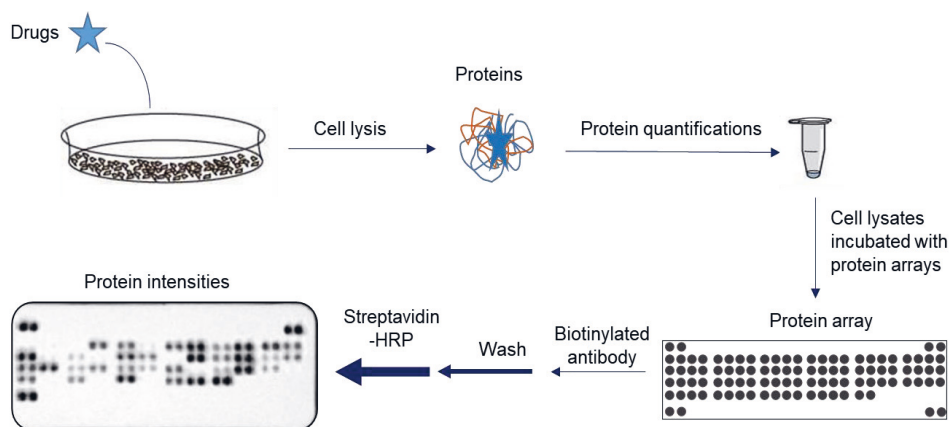 Drugs
Cell lysis
Proteins
Protein quantifications
Cell lysates
incubated with
protein arrays
Protein array
Biotinylated
antibody
Wash
Streptavidin
-HRP
Protein intensities